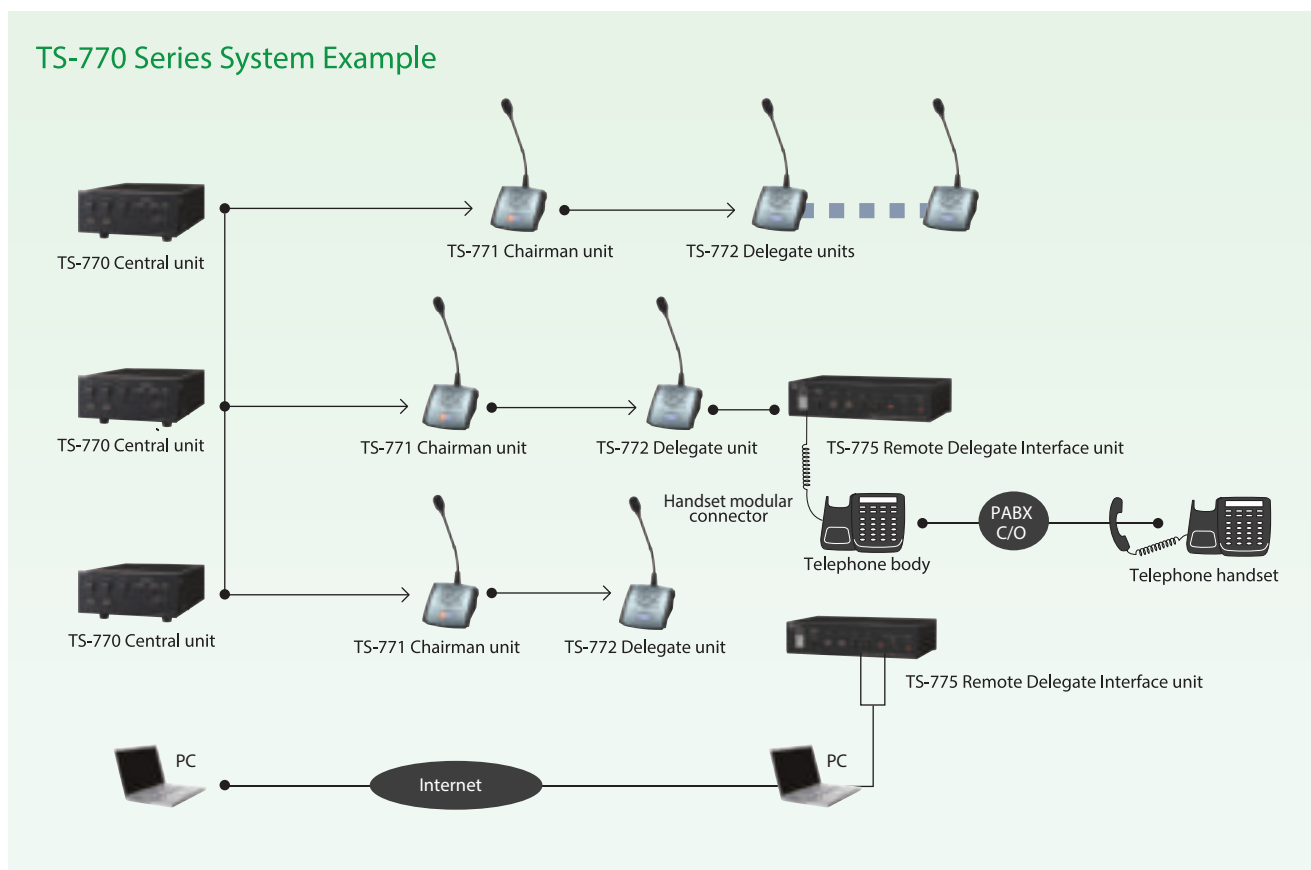 TS-770 Series System Example
TS-770 Central unit
TS-771 Chairman unit
TS-772 Delegate units
TS-770 Central unit
TS-771 Chairman unit
TS-772 Delegate unit
TS-775 Remote Delegate Interface unit
Handset modular
connector
PABX
C/O
Telephone body
Telephone handset
TS-770 Central unit
TS-771 Chairman unit
TS-772 Delegate unit
TS-775 Remote Delegate Interface unit
PC
Internet
PC